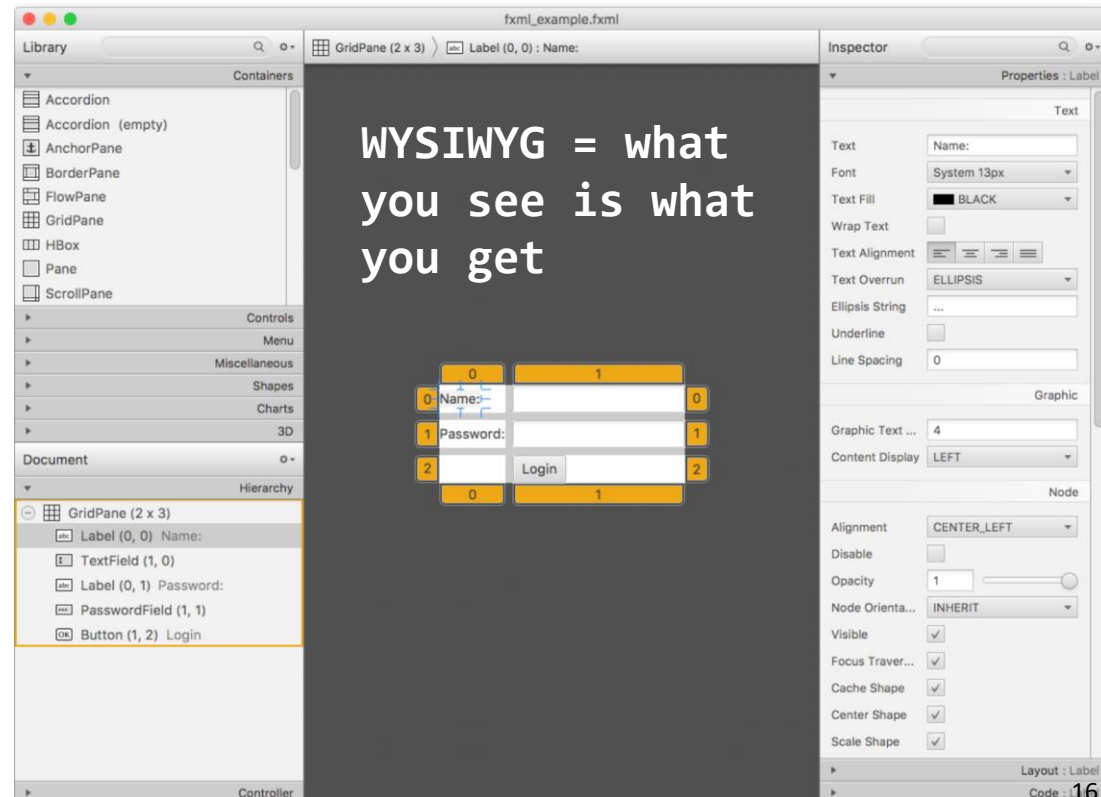 fxml_example.fxml
Library
GridPane (2 x 3) Label (0, 0) : Name:
Inspector
Containers
Accordion
Accordion (empty)
AnchorPane
BorderPane
FlowPane
GridPane
HBox
Pane
ScrollPane
Controls
Menu
Miscellaneous
Shapes
Charts
3D
Document
Hierarchy
GridPane (2 x 3)
abc Label (0, 0) Name:
TextField (1, 0)
abc Label (0, 1) Password:
PasswordField (1, 1)
OK Button (1, 2) Login
Controller
WYSIWYG = what
you see is what
you get
0 1
0 Name: 0
1 Password: 1
2 Login 2
0 1
Properties : Label
Text
Text Name:
Font System 13px
Text Fill BLACK
Wrap Text
Text Alignment
Text Overrun ELLIPSIS
Ellipsis String ...
Underline
Line Spacing 0
Graphic
Graphic Text ... 4
Content Display LEFT
Node
Alignment CENTER_LEFT
Disable
Opacity 1
Node Orienta... INHERIT
Visible
Focus Traver...
Cache Shape
Center Shape
Scale Shape
Layout : Label
Code :
16